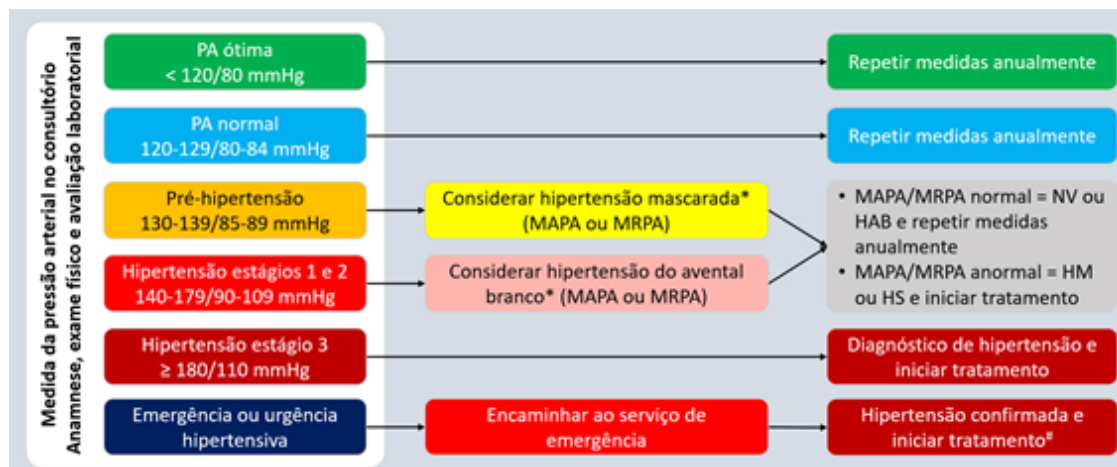 Medida da pressão arterial no consultório
Anamnese, exame físico e avaliação laboratorial
PA ótima
< 120/80 mmHg
Repetir medidas anualmente
PA normal
120-129/80-84 mmHg
Repetir medidas anualmente
Pré-hipertensão
130-139/85-89 mmHg
Considerar hipertensão mascarada*
(MAPA ou MRPA)
Hipertensão estágios 1 e 2
140-179/90-109 mmHg
Considerar hipertensão do avental
branco* (MAPA ou MRPA)
• MAPA/MRPA normal = NV ou
HAB e repetir medidas
anualmente
• MAPA/MRPA anormal = HM
ou HS e iniciar tratamento
Hipertensão estágio 3
≥ 180/110 mmHg
Diagnóstico de hipertensão e
iniciar tratamento
Emergência ou urgência
hipertensiva
Encaminhar ao serviço de
emergência
Hipertensão confirmada e
iniciar tratamento#